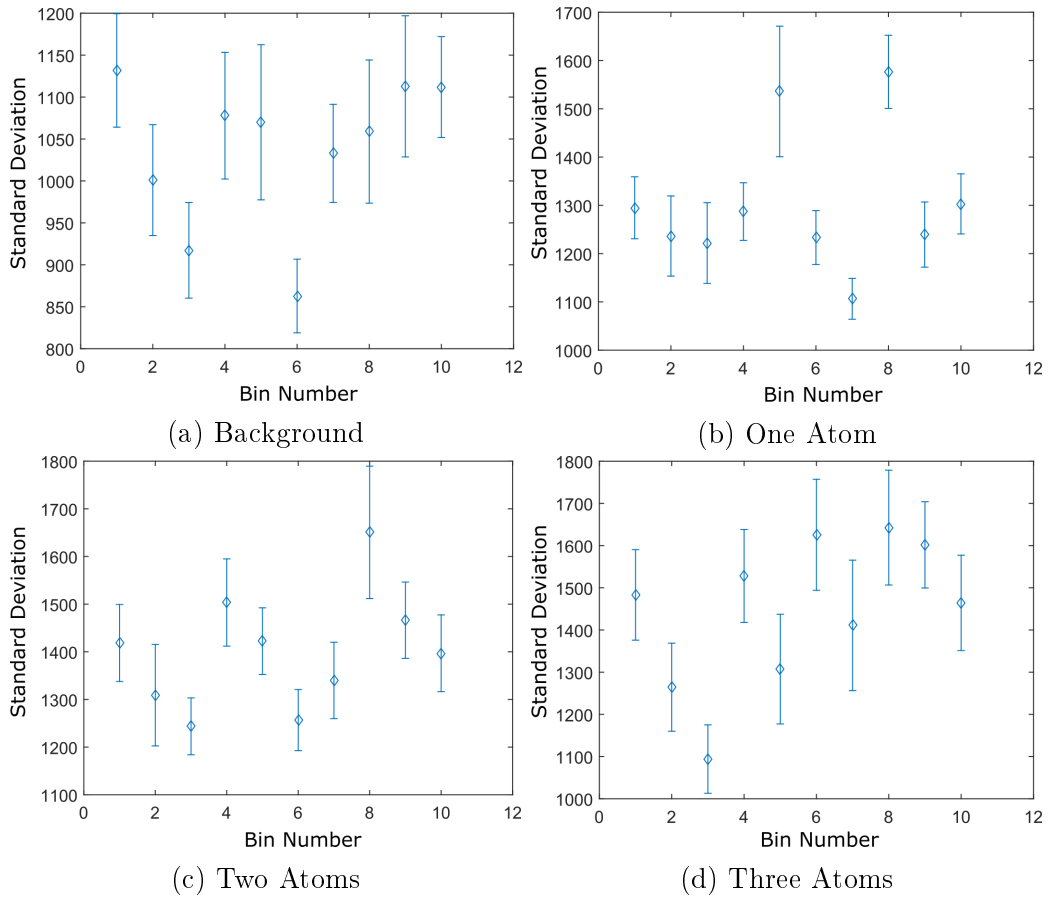 1200
1150
1100
1050
1000
950
900
850
800
Standard Deviation
0 2 4 6 8 10 12
Bin Number
(a) Background
1700
1600
1500
1400
1300
1200
1100
1000
Standard Deviation
0 2 4 6 8 10 12
Bin Number
(b) One Atom
1800
1700
1600
1500
1400
1300
1200
1100
Standard Deviation
0 2 4 6 8 10 12
Bin Number
(c) Two Atoms
1800
1700
1600
1500
1400
1300
1200
1100
1000
Standard Deviation
0 2 4 6 8 10 12
Bin Number
(d) Three Atoms